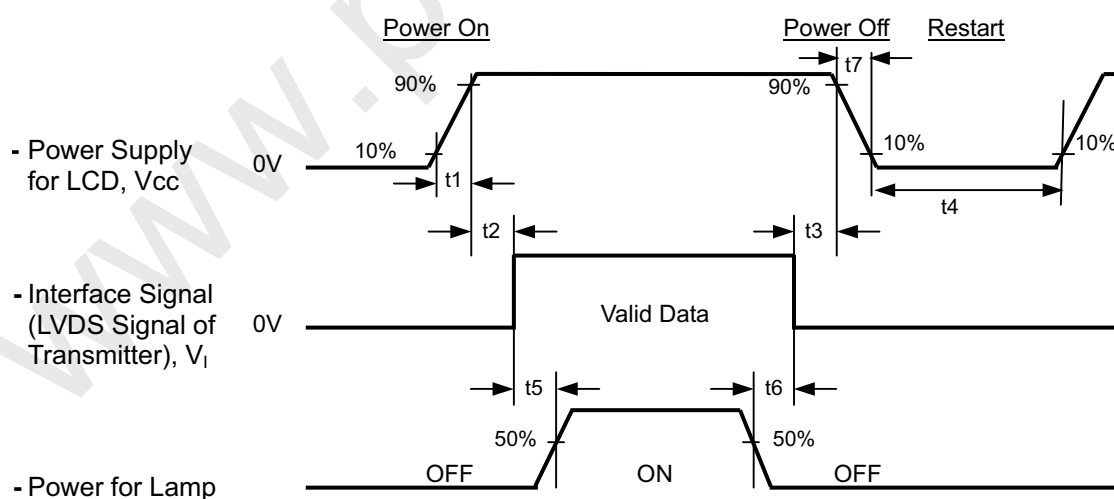 Power On
Power Off
Restart
t7
90%
90%
- Power Supply
for LCD, Vcc
0V
10%
10%
10%
t1
t4
t2
t3
- Interface Signal
(LVDS Signal of
Transmitter), VI
0V
Valid Data
t5
t6
50%
50%
- Power for Lamp
OFF
ON
OFF
www.p